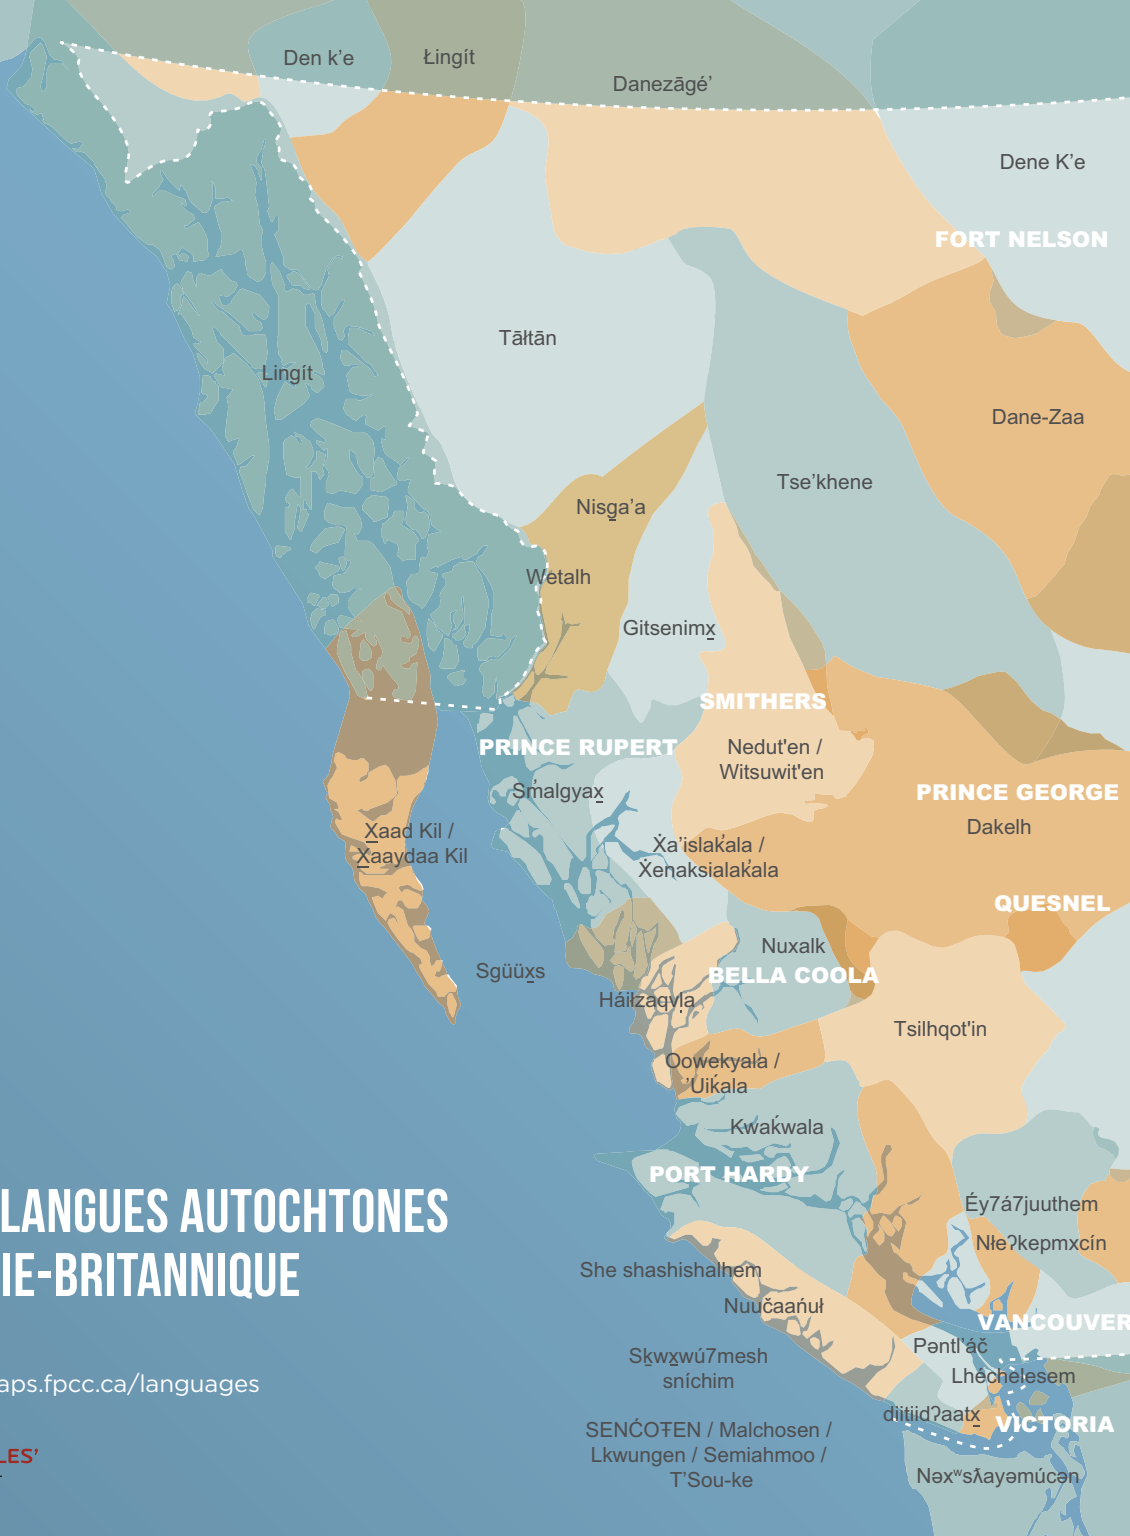 Den k’e
Łingít
Danezāgé’
Dene K’e
FORT NELSON
Tāłtān
Lingít
Dane-Zaa
Tse’khene
Nisg̱a’a
Wetalh
Gitsenimx̱
SMITHERS
PRINCE RUPERT
Nedut'en /
Witsuwit'en
Sm̓algyax̱
PRINCE GEORGE
Dakelh
X̱aad Kil /
X̱aaydaa Kil
X̄a’islak̓ala /
X̄enaksialak̓ala
QUESNEL
Nuxalk
BELLA COOLA
Sgüüx̱s
Háiɫzaqvḷa
Tsilhqot'in
Oowekyala /
’Uik̓ala
Kwak̓wala
PORT HARDY
LANGUES AUTOCHTONES
IE-BRITANNIQUE
Éy7á7juuthem
Nłeʔkepmxcín
She shashishalhem
Nuučaan̓uł
VANCOUVER
Pəntl’áč
Sḵwx̱wú7mesh
sníchim
Lhéchelesem
aps.fpcc.ca/languages
diitiidʔaatx̱
VICTORIA
SENĆOŦEN / Malchosen /
Lkwungen / Semiahmoo /
T’Sou-ke
LES’
Nəxʷsƛ̕ayəmúcən